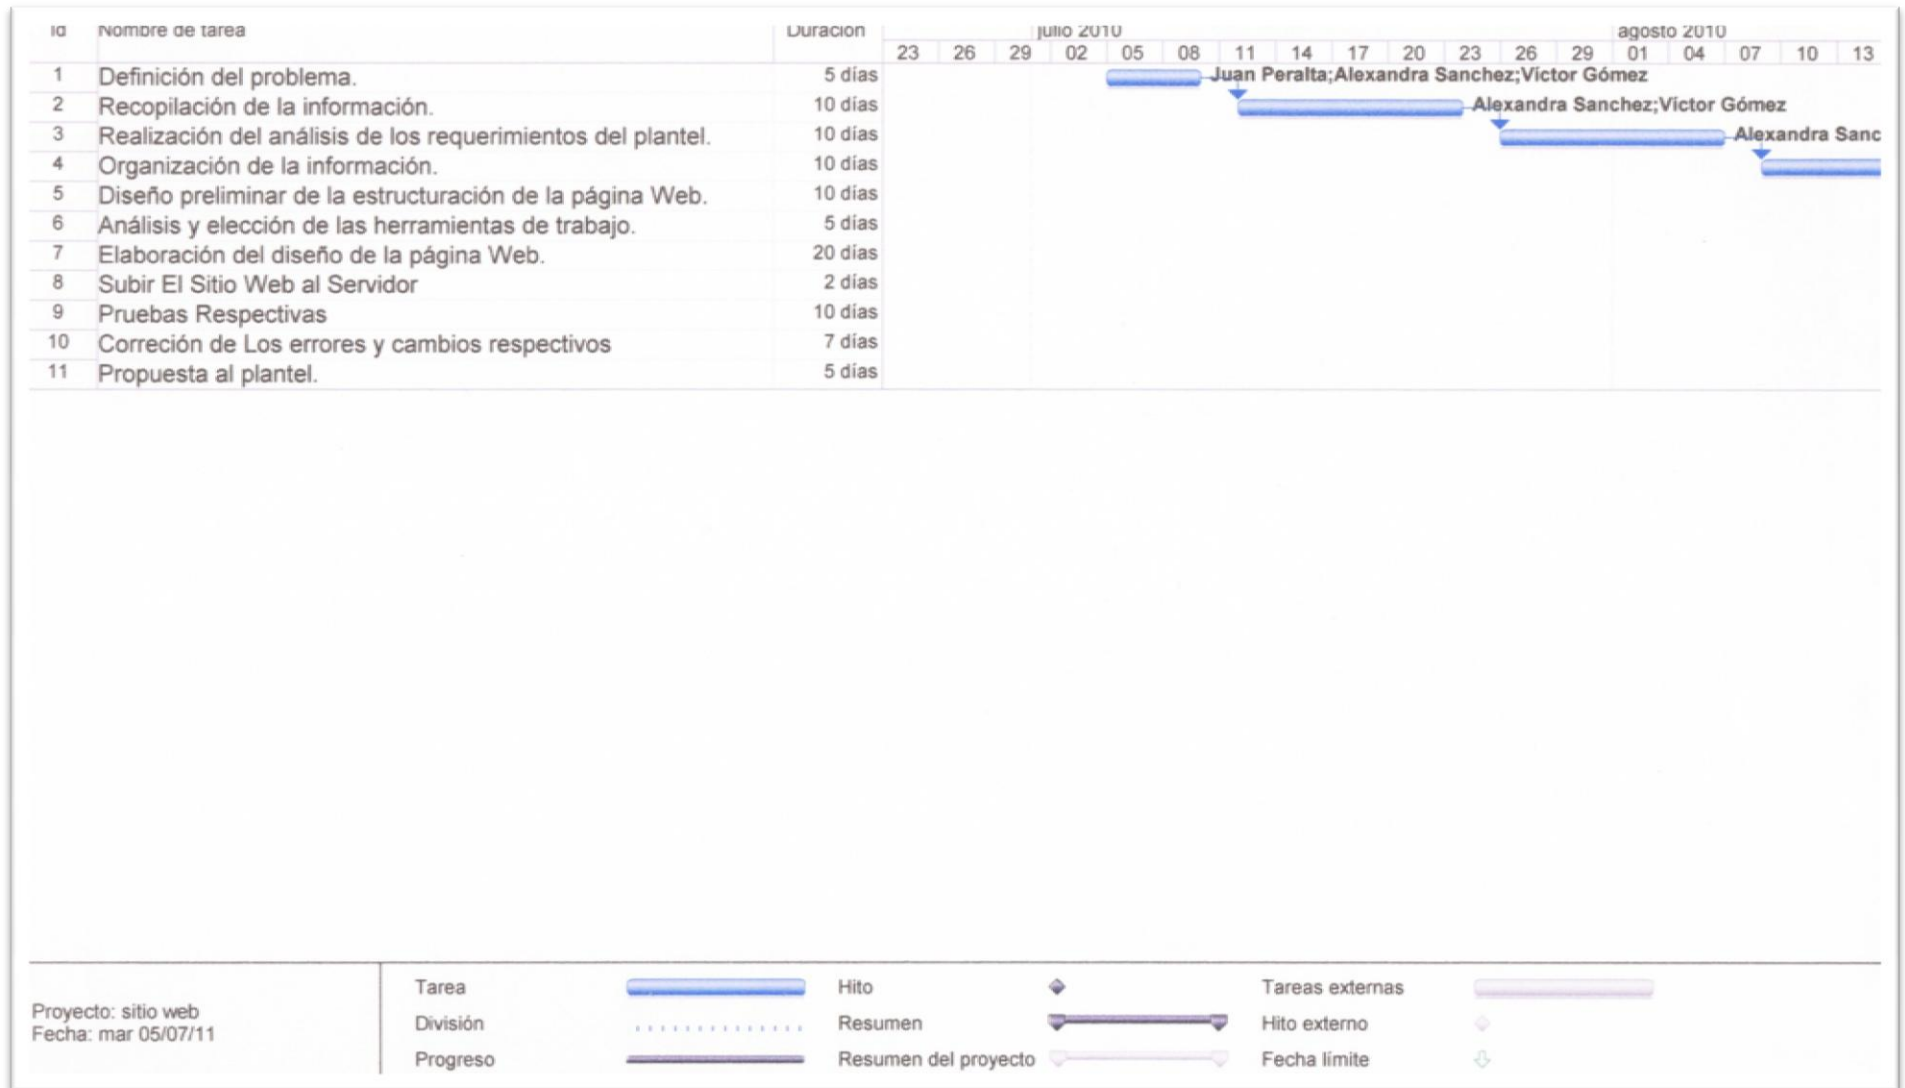 Id Nombre de tarea Duración julio 2010 agosto 2010
23 26 29 02 05 08 11 14 17 20 23 26 29 01 04 07 10 13
1 Definición del problema. 5 días Juan Peralta;Alexandra Sanchez;Víctor Gómez
2 Recopilación de la información. 10 días Alexandra Sanchez;Víctor Gómez
3 Realización del análisis de los requerimientos del plantel. 10 días Alexandra Sanc
4 Organización de la información. 10 días
5 Diseño preliminar de la estructuración de la página Web. 10 días
6 Análisis y elección de las herramientas de trabajo. 5 días
7 Elaboración del diseño de la página Web. 20 días
8 Subir El Sitio Web al Servidor 2 días
9 Pruebas Respectivas 10 días
10 Correción de Los errores y cambios respectivos 7 días
11 Propuesta al plantel. 5 días
Proyecto: sitio web
Fecha: mar 05/07/11
Tarea Hito Tareas externas
División Resumen Hito externo
Progreso Resumen del proyecto Fecha límite